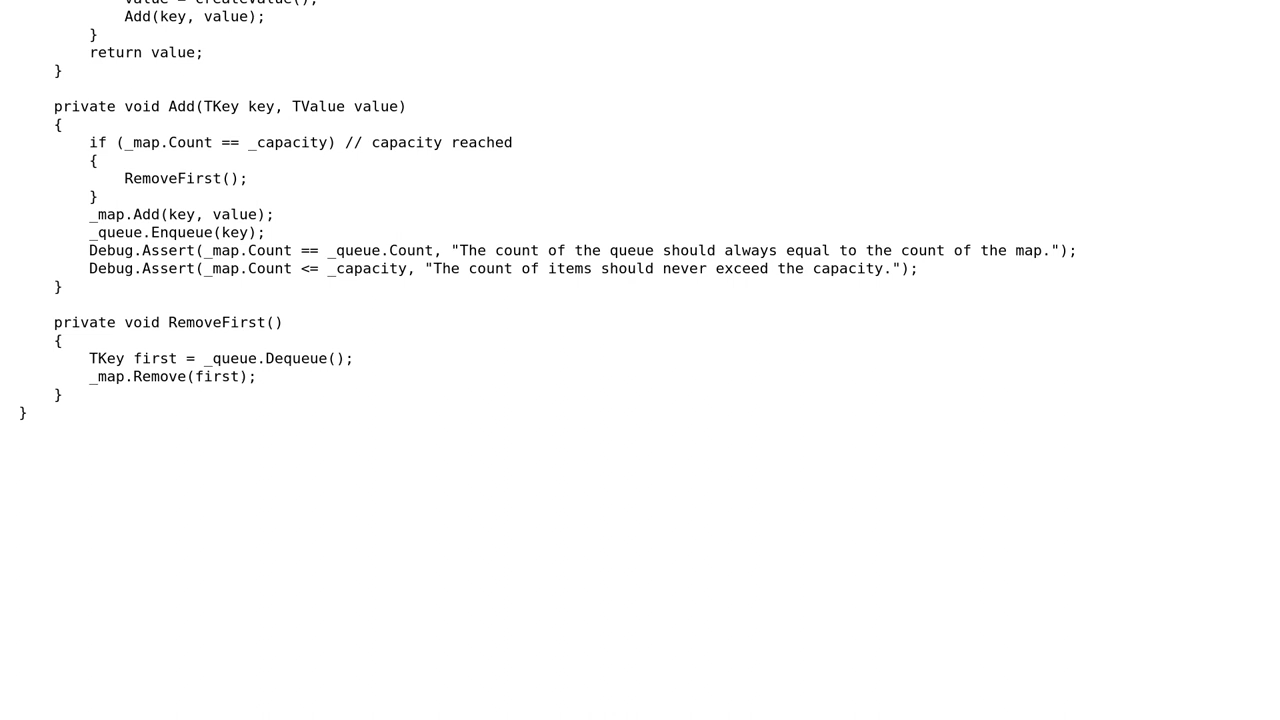 value = createValue();
Add(key, value);
}
return value;
}
private void Add(TKey key, TValue value)
{
if (_map.Count == _capacity) // capacity reached
{
RemoveFirst();
}
_map.Add(key, value);
_queue.Enqueue(key);
Debug.Assert(_map.Count == _queue.Count, "The count of the queue should always equal to the count of the map.");
Debug.Assert(_map.Count <= _capacity, "The count of items should never exceed the capacity.");
}
private void RemoveFirst()
{
TKey first = _queue.Dequeue();
_map.Remove(first);
}
}